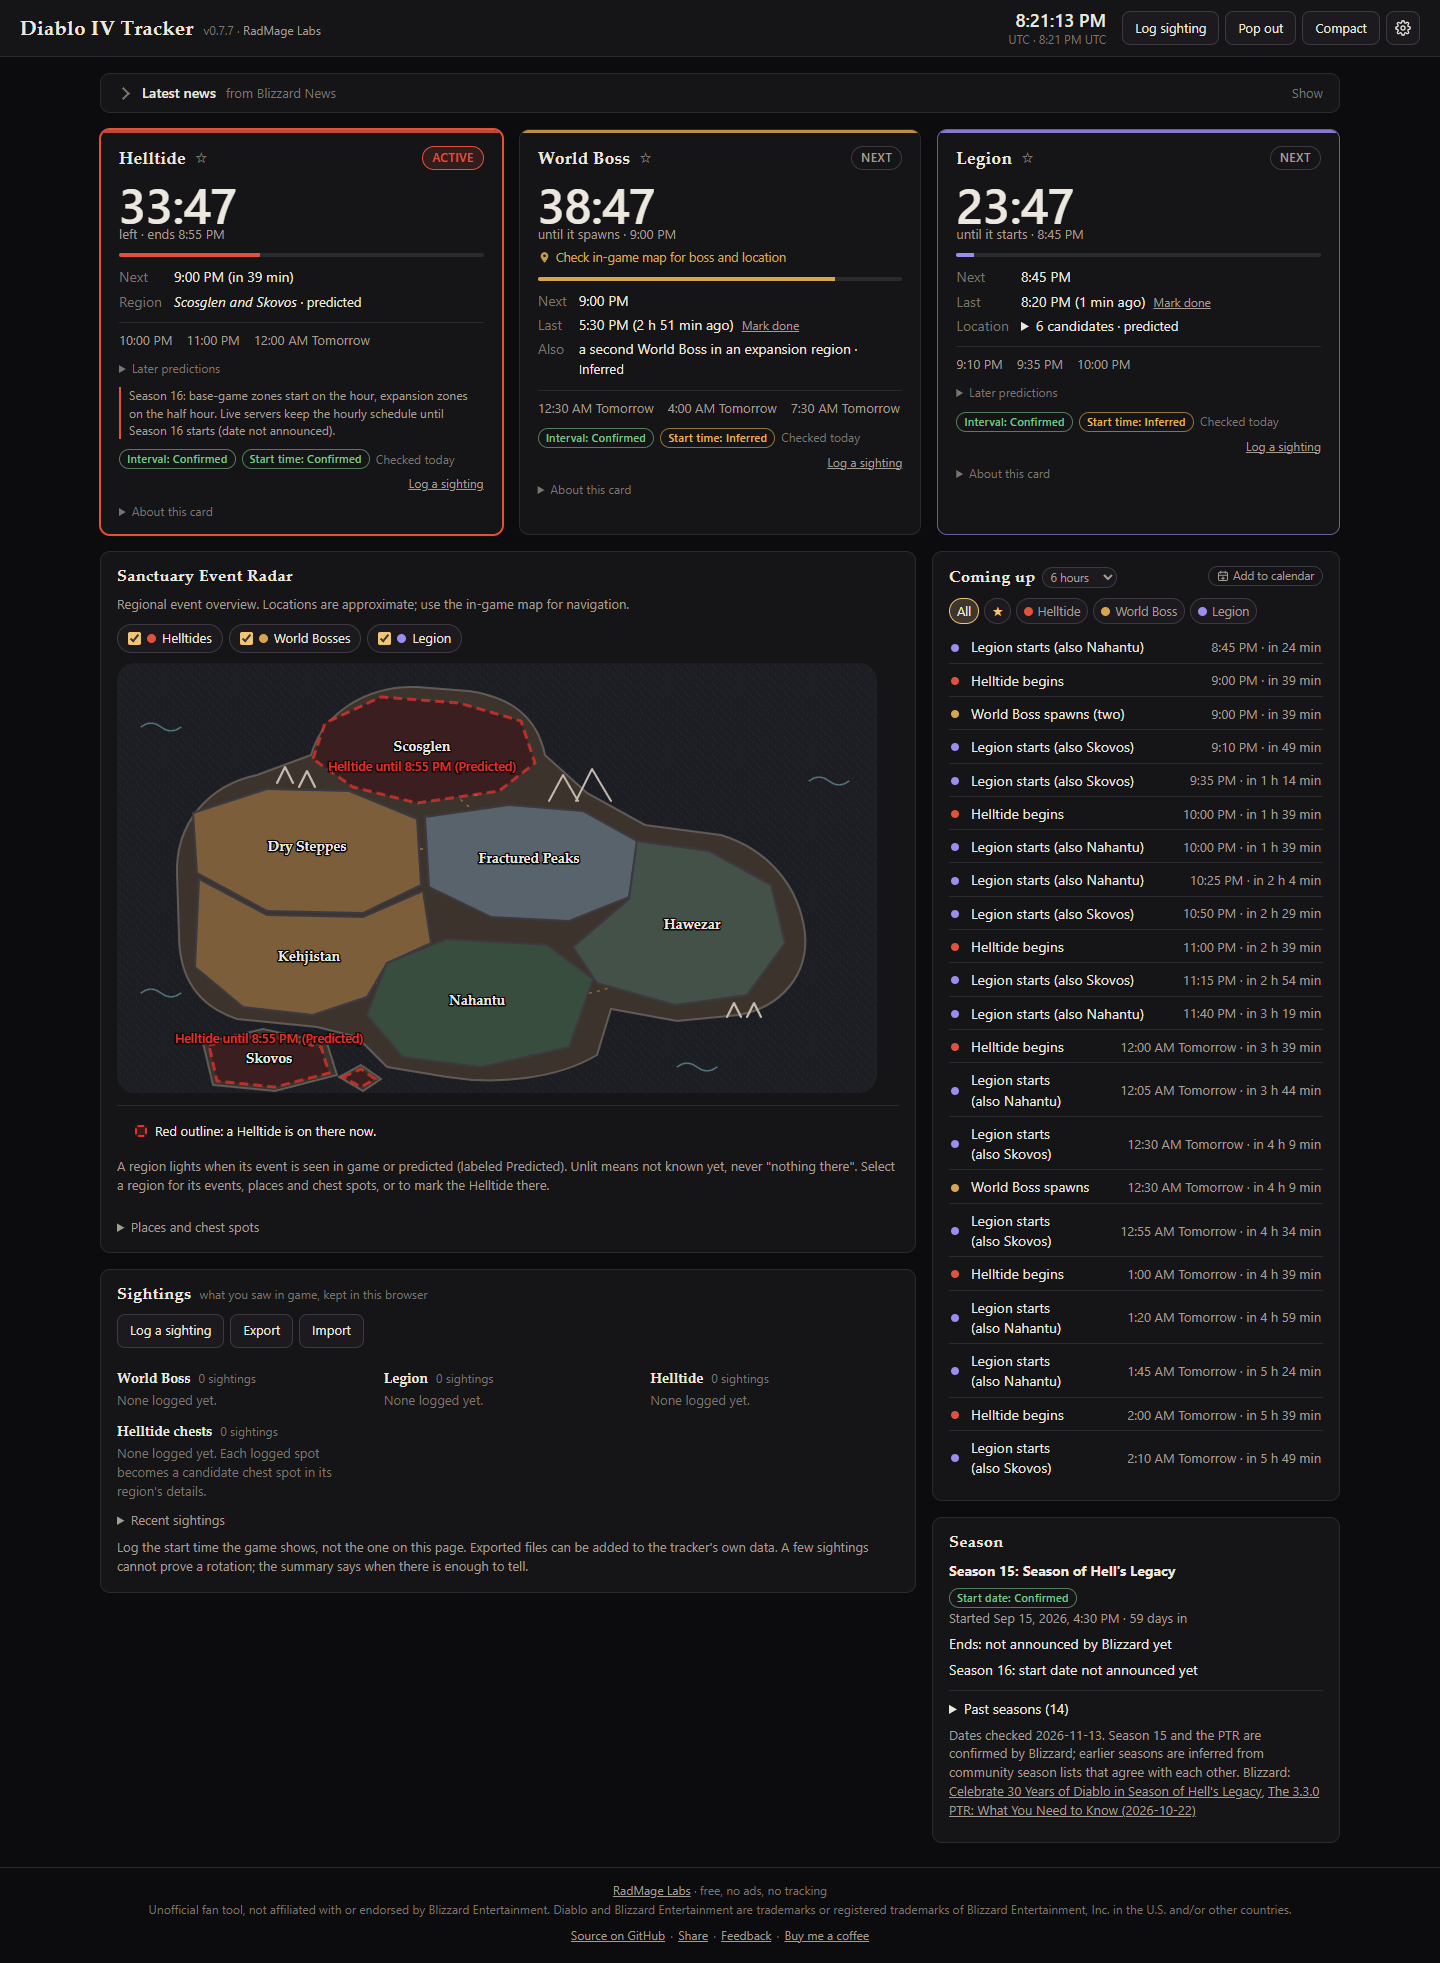 Diablo IV Tracker v0.7.7 · RadMage Labs
8:21:13 PM
UTC · 8:21 PM UTC
Log sighting
Pop out
Compact
Latest news from Blizzard News
Show
Helltide ☆
ACTIVE
33:47
left · ends 8:55 PM
Next 9:00 PM (in 39 min)
Region Scosglen and Skovos · predicted
10:00 PM 11:00 PM 12:00 AM Tomorrow
▶ Later predictions
Season 16: base-game zones start on the hour, expansion zones
on the half hour. Live servers keep the hourly schedule until
Season 16 starts (date not announced).
Interval: Confirmed Start time: Confirmed Checked today
Log a sighting
▶ About this card
World Boss ☆
NEXT
38:47
until it spawns · 9:00 PM
Check in-game map for boss and location
Next 9:00 PM
Last 5:30 PM (2 h 51 min ago) Mark done
Also a second World Boss in an expansion region ·
Inferred
12:30 AM Tomorrow 4:00 AM Tomorrow 7:30 AM Tomorrow
Interval: Confirmed Start time: Inferred Checked today
Log a sighting
▶ About this card
Legion ☆
NEXT
23:47
until it starts · 8:45 PM
Next 8:45 PM
Last 8:20 PM (1 min ago) Mark done
Location ▶ 6 candidates · predicted
9:10 PM 9:35 PM 10:00 PM
▶ Later predictions
Interval: Confirmed Start time: Inferred Checked today
Log a sighting
▶ About this card
Sanctuary Event Radar
Regional event overview. Locations are approximate; use the in-game map for navigation.
Helltides
World Bosses
Legion
Scosglen
Helltide until 8:55 PM (Predicted)
Dry Steppes
Fractured Peaks
Hawezar
Kehjistan
Nahantu
Helltide until 8:55 PM (Predicted)
Skovos
Red outline: a Helltide is on there now.
A region lights when its event is seen in game or predicted (labeled Predicted). Unlit means not known yet, never "nothing there". Select
a region for its events, places and chest spots, or to mark the Helltide there.
▶ Places and chest spots
Sightings what you saw in game, kept in this browser
Log a sighting
Export
Import
World Boss 0 sightings
None logged yet.
Legion 0 sightings
None logged yet.
Helltide 0 sightings
None logged yet.
Helltide chests 0 sightings
None logged yet. Each logged spot
becomes a candidate chest spot in its
region's details.
▶ Recent sightings
Log the start time the game shows, not the one on this page. Exported files can be added to the tracker's own data. A few sightings
cannot prove a rotation; the summary says when there is enough to tell.
Coming up 6 hours
Add to calendar
All ★ Helltide World Boss Legion
Legion starts (also Nahantu) 8:45 PM · in 24 min
Helltide begins 9:00 PM · in 39 min
World Boss spawns (two) 9:00 PM · in 39 min
Legion starts (also Skovos) 9:10 PM · in 49 min
Legion starts (also Skovos) 9:35 PM · in 1 h 14 min
Helltide begins 10:00 PM · in 1 h 39 min
Legion starts (also Nahantu) 10:00 PM · in 1 h 39 min
Legion starts (also Nahantu) 10:25 PM · in 2 h 4 min
Legion starts (also Skovos) 10:50 PM · in 2 h 29 min
Helltide begins 11:00 PM · in 2 h 39 min
Legion starts (also Skovos) 11:15 PM · in 2 h 54 min
Legion starts (also Nahantu) 11:40 PM · in 3 h 19 min
Helltide begins 12:00 AM Tomorrow · in 3 h 39 min
Legion starts
(also Nahantu) 12:05 AM Tomorrow · in 3 h 44 min
Legion starts
(also Skovos) 12:30 AM Tomorrow · in 4 h 9 min
World Boss spawns 12:30 AM Tomorrow · in 4 h 9 min
Legion starts
(also Skovos) 12:55 AM Tomorrow · in 4 h 34 min
Helltide begins 1:00 AM Tomorrow · in 4 h 39 min
Legion starts
(also Nahantu) 1:20 AM Tomorrow · in 4 h 59 min
Legion starts
(also Nahantu) 1:45 AM Tomorrow · in 5 h 24 min
Helltide begins 2:00 AM Tomorrow · in 5 h 39 min
Legion starts
(also Skovos) 2:10 AM Tomorrow · in 5 h 49 min
Season
Season 15: Season of Hell's Legacy
Start date: Confirmed
Started Sep 15, 2026, 4:30 PM · 59 days in
Ends: not announced by Blizzard yet
Season 16: start date not announced yet
▶ Past seasons (14)
Dates checked 2026-11-13. Season 15 and the PTR are
confirmed by Blizzard; earlier seasons are inferred from
community season lists that agree with each other. Blizzard:
Celebrate 30 Years of Diablo in Season of Hell's Legacy, The 3.3.0
PTR: What You Need to Know (2026-10-22)
RadMage Labs · free, no ads, no tracking
Unofficial fan tool, not affiliated with or endorsed by Blizzard Entertainment. Diablo and Blizzard Entertainment are trademarks or registered trademarks of Blizzard Entertainment, Inc. in the U.S. and/or other countries.
Source on GitHub · Share · Feedback · Buy me a coffee